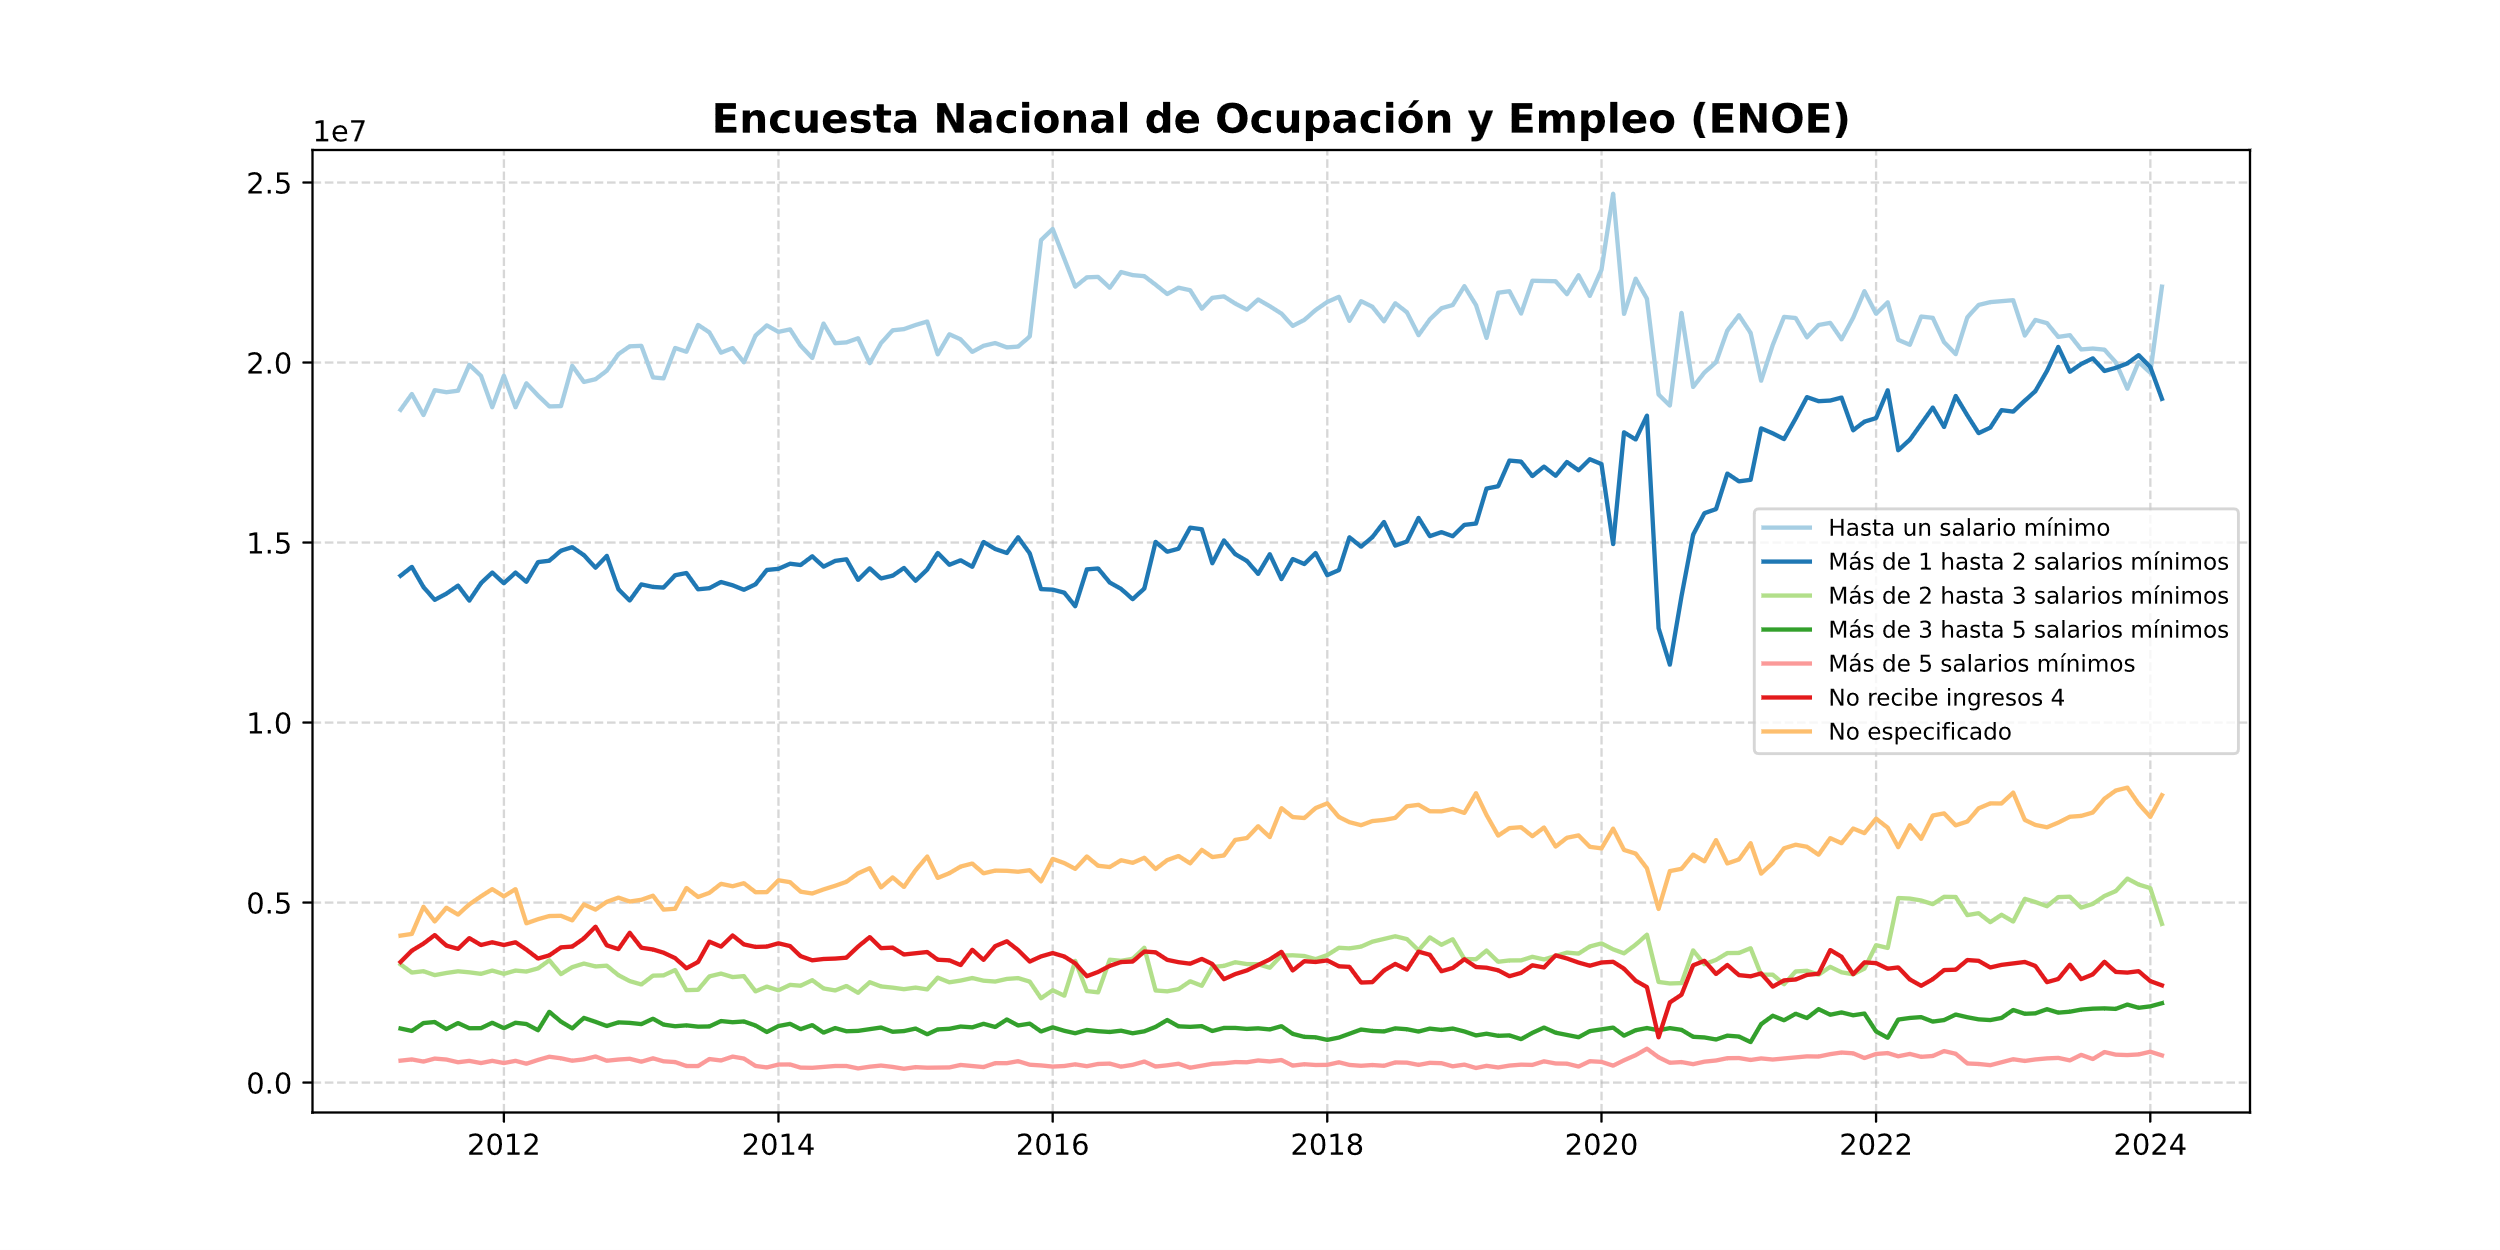 Encuesta Nacional de Ocupación y Empleo (ENOE)
1e7
2.5
2.0
1.5
1.0
0.5
0.0
Hasta un salario mínimo
Más de 1 hasta 2 salarios mínimos
Más de 2 hasta 3 salarios mínimos
Más de 3 hasta 5 salarios mínimos
Más de 5 salarios mínimos
No recibe ingresos 4
No especificado
2012 2014 2016 2018 2020 2022 2024